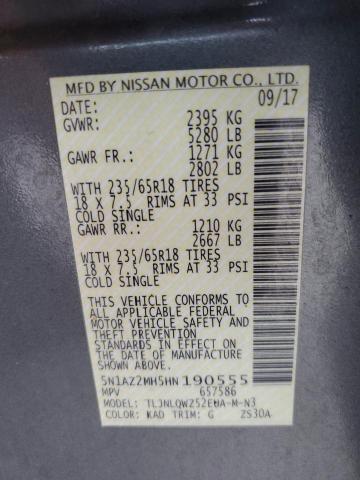 MFD BY NISSAN MOTOR CO., LTD.
DATE: 09/17
GVWR: 2395 KG
5280 LB
GAWR FR.: 1271 KG
2802 LB
WITH 235/65R18 TIRES
18 X 7.5 RIMS AT 33 PSI
COLD SINGLE
GAWR RR.: 1210 KG
2667 LB
WITH 235/65R18 TIRES
18 X 7.5 RIMS AT 33 PSI
COLD SINGLE
THIS VEHICLE CONFORMS TO
ALL APPLICABLE FEDERAL
MOTOR VEHICLE SAFETY AND
THEFT PREVENTION
STANDARDS IN EFFECT ON
THE DATE OF MANUFACTURE
SHOWN ABOVE.
5N1AZ2MH5HN190555
MPV 657586
MODEL: TLJNLQWZ52EUA-M-N3
COLOR: KAD TRIM: G ZS30A